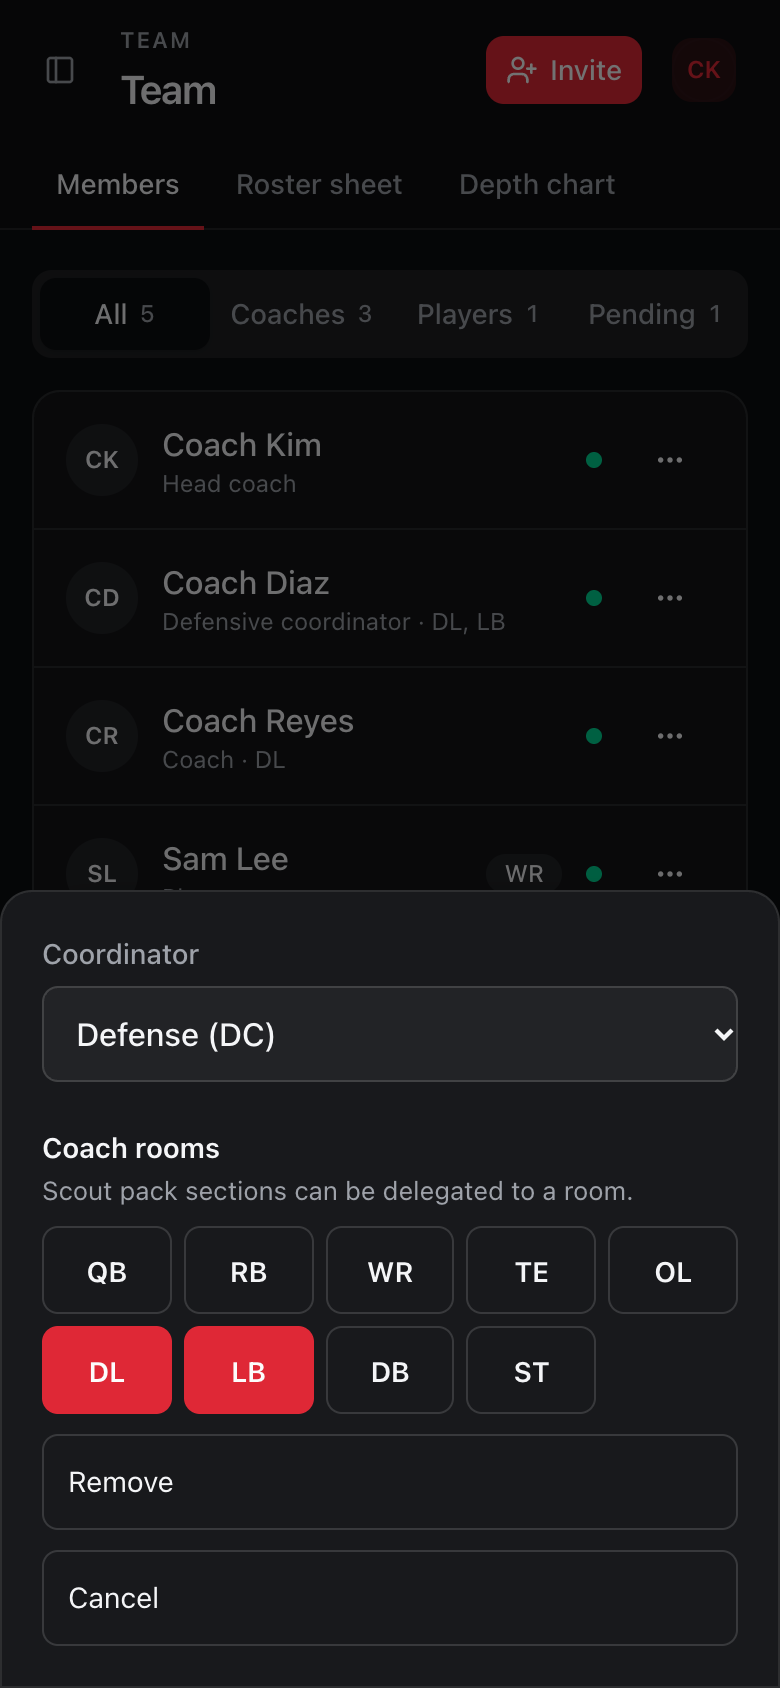 TEAM
Team
Invite
CK
Members
Roster sheet
Depth chart
All 5
Coaches 3
Players 1
Pending 1
CK
Coach Kim
Head coach
CD
Coach Diaz
Defensive coordinator · DL, LB
CR
Coach Reyes
Coach · DL
SL
Sam Lee
WR
Coordinator
Defense (DC)
Coach rooms
Scout pack sections can be delegated to a room.
QB
RB
WR
TE
OL
DL
LB
DB
ST
Remove
Cancel